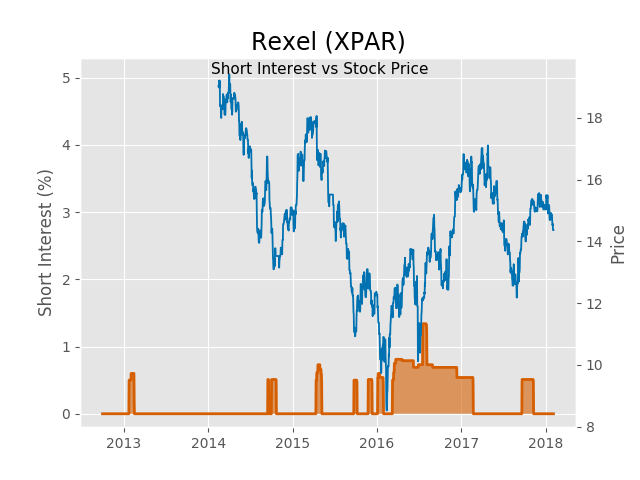 Rexel (XPAR)
Short Interest vs Stock Price
Short Interest (%)
5
4
3
2
1
0
18
16
14
12
10
8
Price
2013 2014 2015 2016 2017 2018